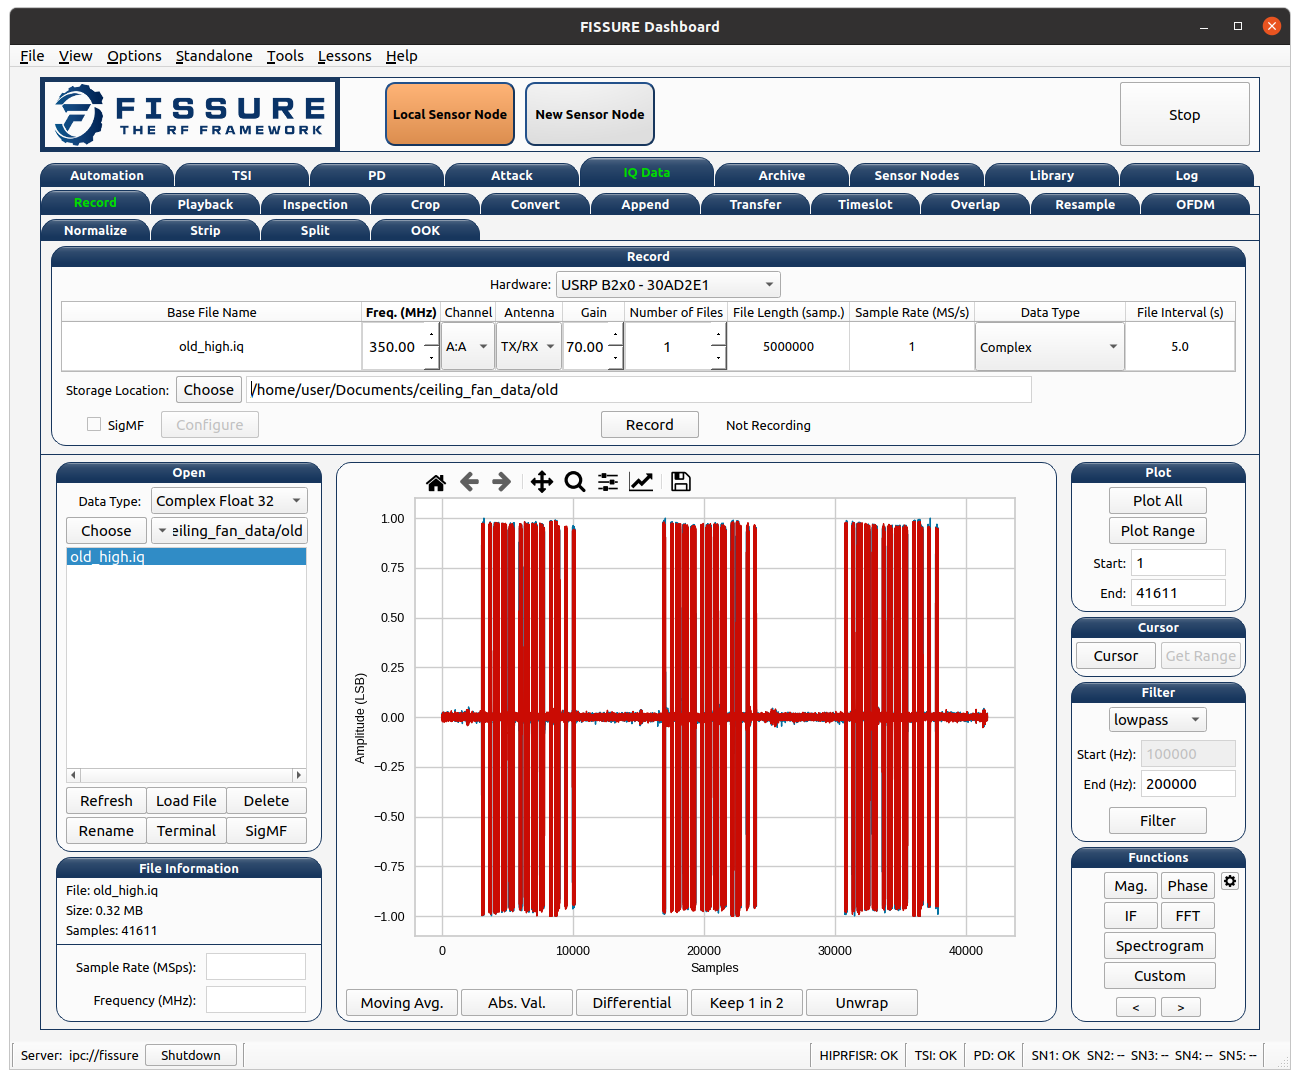 FISSURE Dashboard
File View Options Standalone Tools Lessons Help
FISSURE
THE RF FRAMEWORK
Local Sensor Node
New Sensor Node
Stop
Automation TSI PD Attack IQ Data Archive Sensor Nodes Library Log
Record Playback Inspection Crop Convert Append Transfer Timeslot Overlap Resample OFDM
Normalize Strip Split OOK
Record
Hardware: USRP B2x0 - 30AD2E1
Base File Name Freq. (MHz) Channel Antenna Gain Number of Files File Length (samp.) Sample Rate (MS/s) Data Type File Interval (s)
old_high.iq 350.00 A:A TX/RX 70.00 1 5000000 1 Complex 5.0
Storage Location: Choose /home/user/Documents/ceiling_fan_data/old
SigMF Configure Record Not Recording
Open
Data Type: Complex Float 32
Choose eiling_fan_data/old
old_high.iq
Refresh Load File Delete
Rename Terminal SigMF
File Information
File: old_high.iq
Size: 0.32 MB
Samples: 41611
Sample Rate (MSps):
Frequency (MHz):
1.00
0.75
0.50
0.25
0.00
−0.25
−0.50
−0.75
−1.00
Amplitude (LSB)
0 10000 20000 30000 40000
Samples
Moving Avg. Abs. Val. Differential Keep 1 in 2 Unwrap
Plot
Plot All
Plot Range
Start: 1
End: 41611
Cursor
Cursor Get Range
Filter
lowpass
Start (Hz): 100000
End (Hz): 200000
Filter
Functions
Mag. Phase
IF FFT
Spectrogram
Custom
< >
Server: ipc://fissure Shutdown
HIPRFISR: OK TSI: OK PD: OK SN1: OK SN2: -- SN3: -- SN4: -- SN5: --